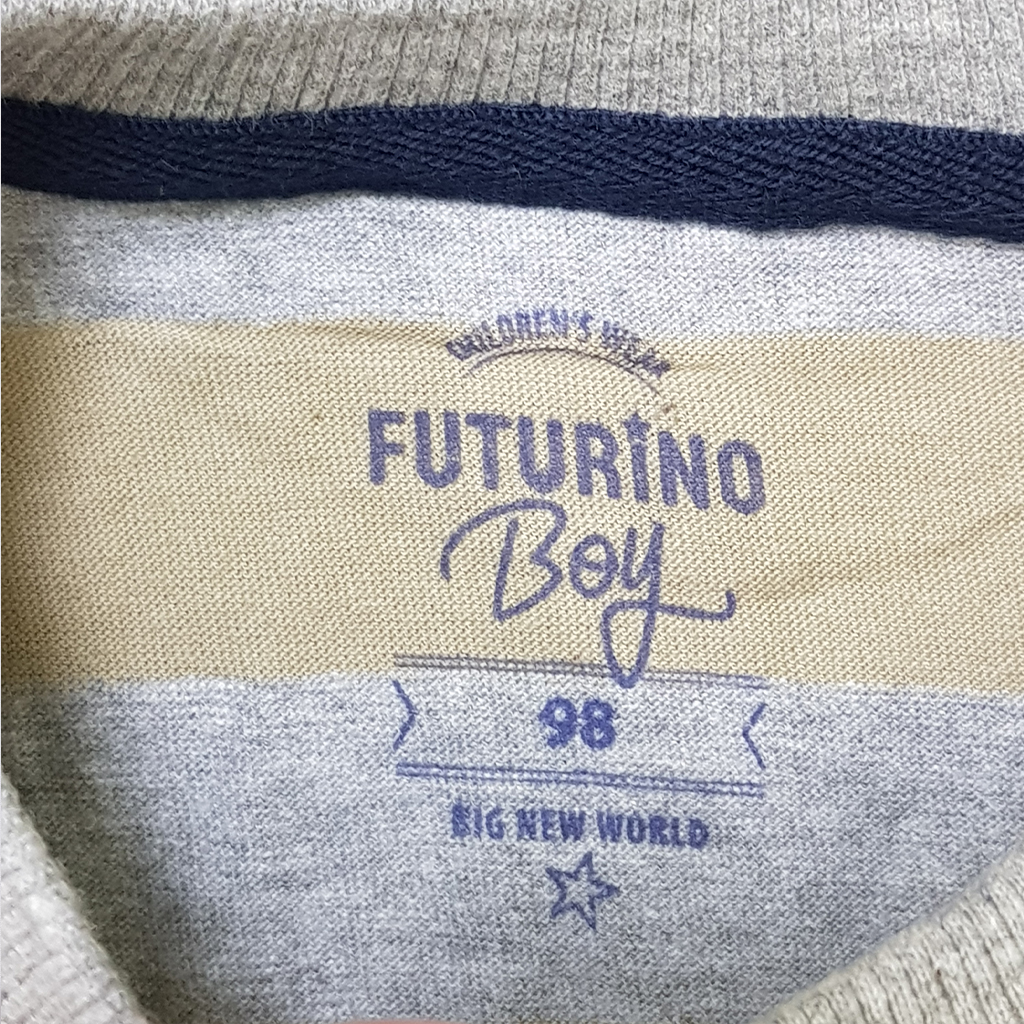 CHILDREN'S WEAR
FUTURiNO
Boy
98
BIG NEW WORLD